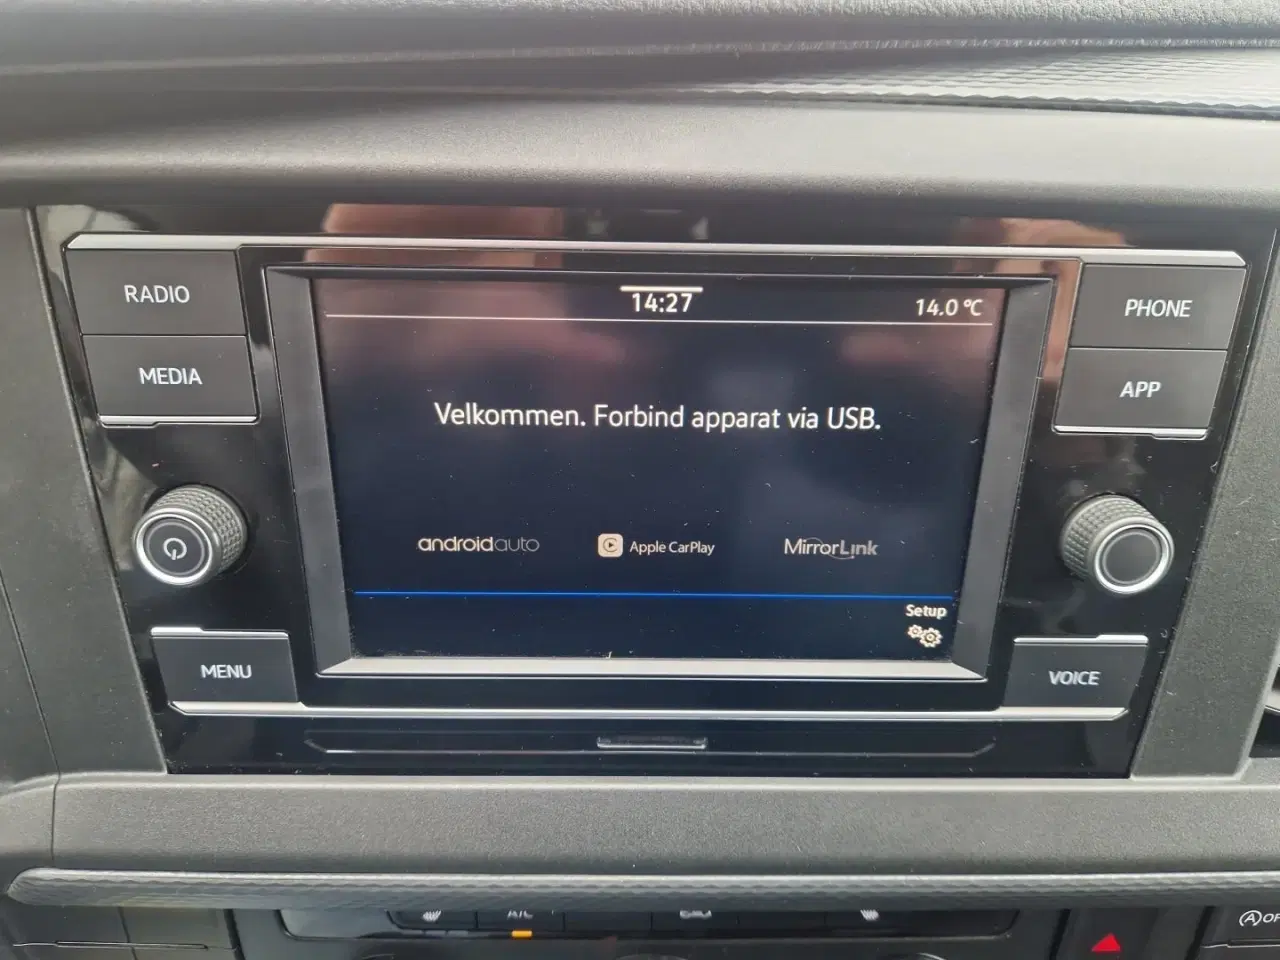 RADIO
MEDIA
MENU
14:27
14.0 °C
Velkommen. Forbind apparat via USB.
androidauto
Apple CarPlay
MirrorLink
Setup
PHONE
APP
VOICE
A/C